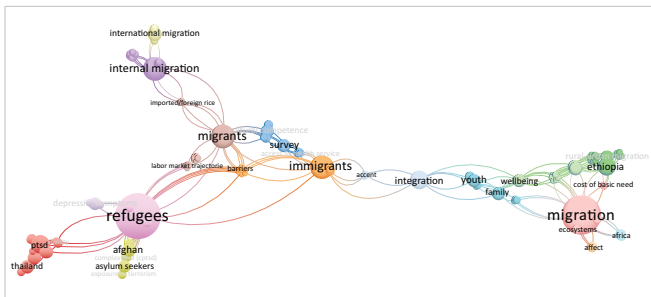 international migration
internal migration
imported/foreign rice
migrants
survey
labor market trajectorie
barriers
immigrants
accent
integration
youth
family
wellbeing
ethiopia
cost of basic need
migration
ecosystems
africa
affect
refugees
ptsd
thailand
afghan
asylum seekers